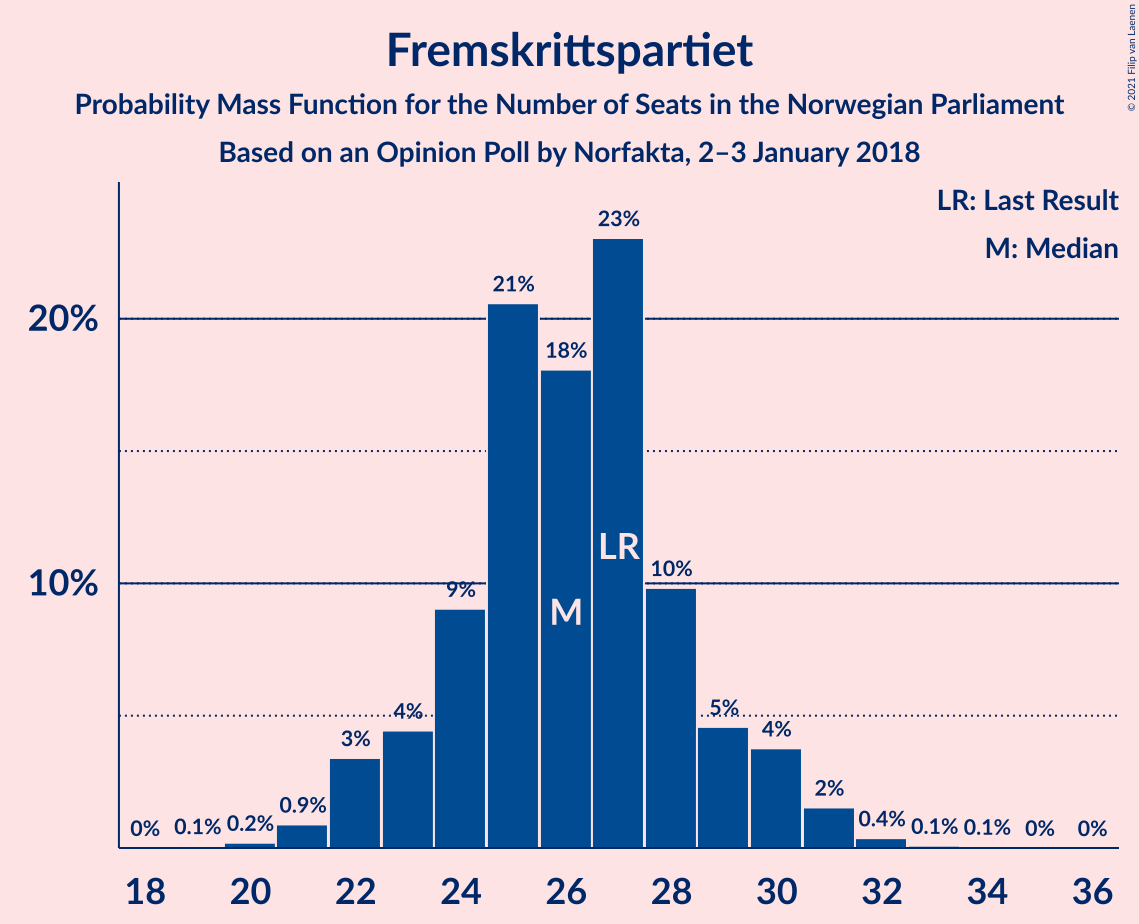 Fremskrittspartiet
Probability Mass Function for the Number of Seats in the Norwegian Parliament
Based on an Opinion Poll by Norfakta, 2–3 January 2018
© 2021 Filip van Laenen
LR: Last Result
M: Median
20%
10%
0%
0.1%
0.2%
0.9%
3%
4%
9%
21%
18%
23%
10%
5%
4%
2%
0.4%
0.1%
0.1%
0%
0%
M
LR
18 20 22 24 26 28 30 32 34 36